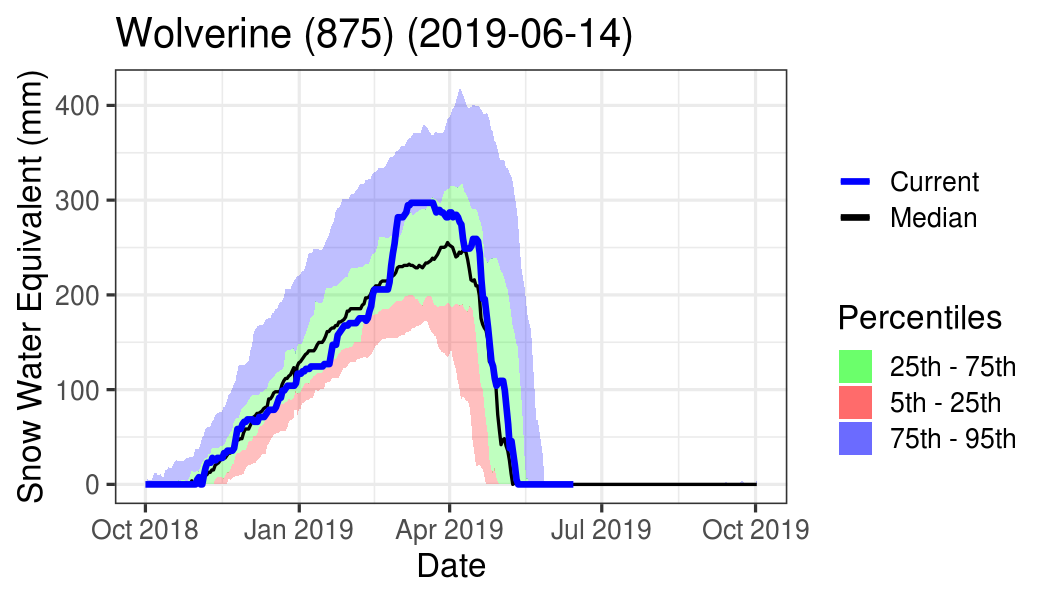 Wolverine (875) (2019-06-14)
Snow Water Equivalent (mm)
400
300
200
100
0
Oct 2018 Jan 2019 Apr 2019 Jul 2019 Oct 2019
Date
Current
Median
Percentiles
25th - 75th
5th - 25th
75th - 95th